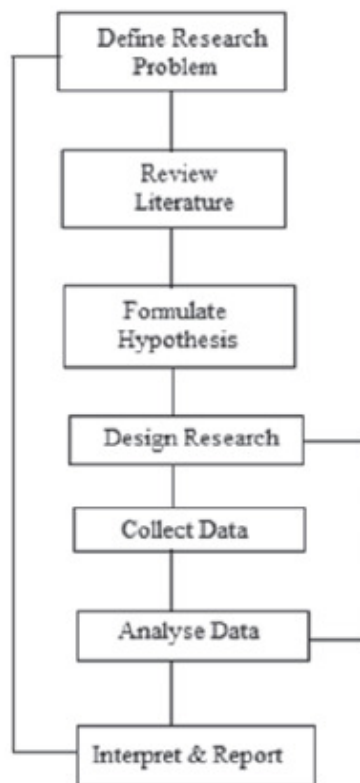 Define Research
Problem
Review
Literature
Formulate
Hypothesis
Design Research
Collect Data
Analyse Data
Interpret & Report